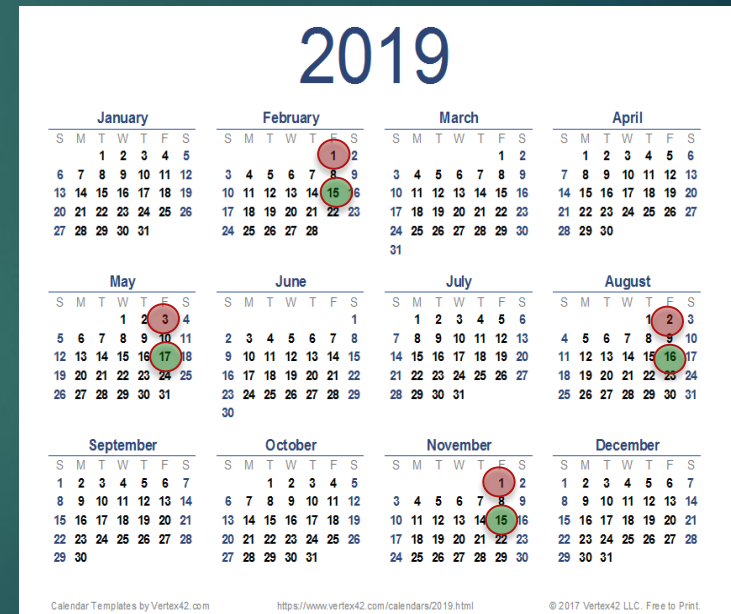 2019
January February March April
S M T W T F S S M T W T F S S M T W T F S S M T W T F S
1 2 3 4 5 1 2 1 2 1 2 3 4 5 6
6 7 8 9 10 11 12 3 4 5 6 7 8 9 3 4 5 6 7 8 9 7 8 9 10 11 12 13
13 14 15 16 17 18 19 10 11 12 13 14 15 16 10 11 12 13 14 15 16 14 15 16 17 18 19 20
20 21 22 23 24 25 26 17 18 19 20 21 22 23 17 18 19 20 21 22 23 21 22 23 24 25 26 27
27 28 29 30 31 24 25 26 27 28 24 25 26 27 28 29 30 28 29 30
31
May June July August
S M T W T F S S M T W T F S S M T W T F S S M T W T F S
1 2 3 4 1 1 2 3 4 5 6 1 2 3
5 6 7 8 9 10 11 2 3 4 5 6 7 8 7 8 9 10 11 12 13 4 5 6 7 8 9 10
12 13 14 15 16 17 18 9 10 11 12 13 14 15 14 15 16 17 18 19 20 11 12 13 14 15 16 17
19 20 21 22 23 24 25 16 17 18 19 20 21 22 21 22 23 24 25 26 27 18 19 20 21 22 23 24
26 27 28 29 30 31 23 24 25 26 27 28 29 28 29 30 31 25 26 27 28 29 30 31
30
September October November December
S M T W T F S S M T W T F S S M T W T F S S M T W T F S
1 2 3 4 5 6 7 1 2 3 4 5 1 2 1 2 3 4 5 6 7
8 9 10 11 12 13 14 6 7 8 9 10 11 12 3 4 5 6 7 8 9 8 9 10 11 12 13 14
15 16 17 18 19 20 21 13 14 15 16 17 18 19 10 11 12 13 14 15 16 15 16 17 18 19 20 21
22 23 24 25 26 27 28 20 21 22 23 24 25 26 17 18 19 20 21 22 23 22 23 24 25 26 27 28
29 30 27 28 29 30 31 24 25 26 27 28 29 30 29 30 31
Calendar Templates by Vertex42.com https://www.vertex42.com/calendars/2019.html © 2017 Vertex42 LLC. Free to Print.